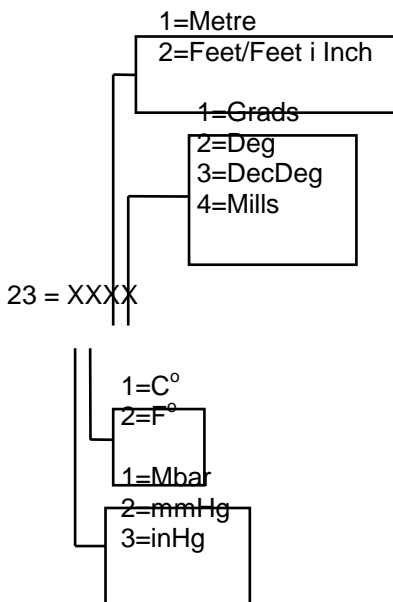 1=Metre
2=Feet/Feet i Inch
1=Grads
2=Deg
3=DecDeg
4=Mills
23 = XXXX
1=C°
2=F°
1=Mbar
2=mmHg
3=inHg